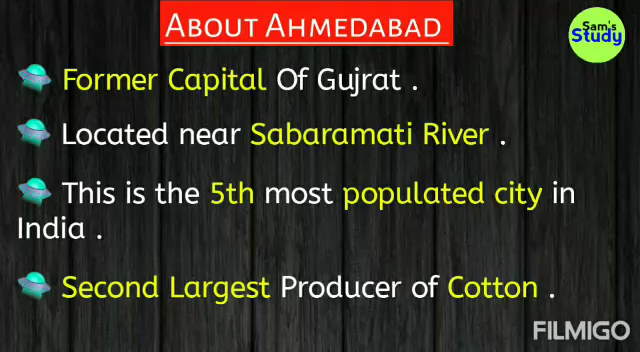 ABOUT AHMEDABAD
Sam's
Study
Former Capital Of Gujrat .
Located near Sabaramati River .
This is the 5th most populated city in
India .
Second Largest Producer of Cotton .
FILMIGO